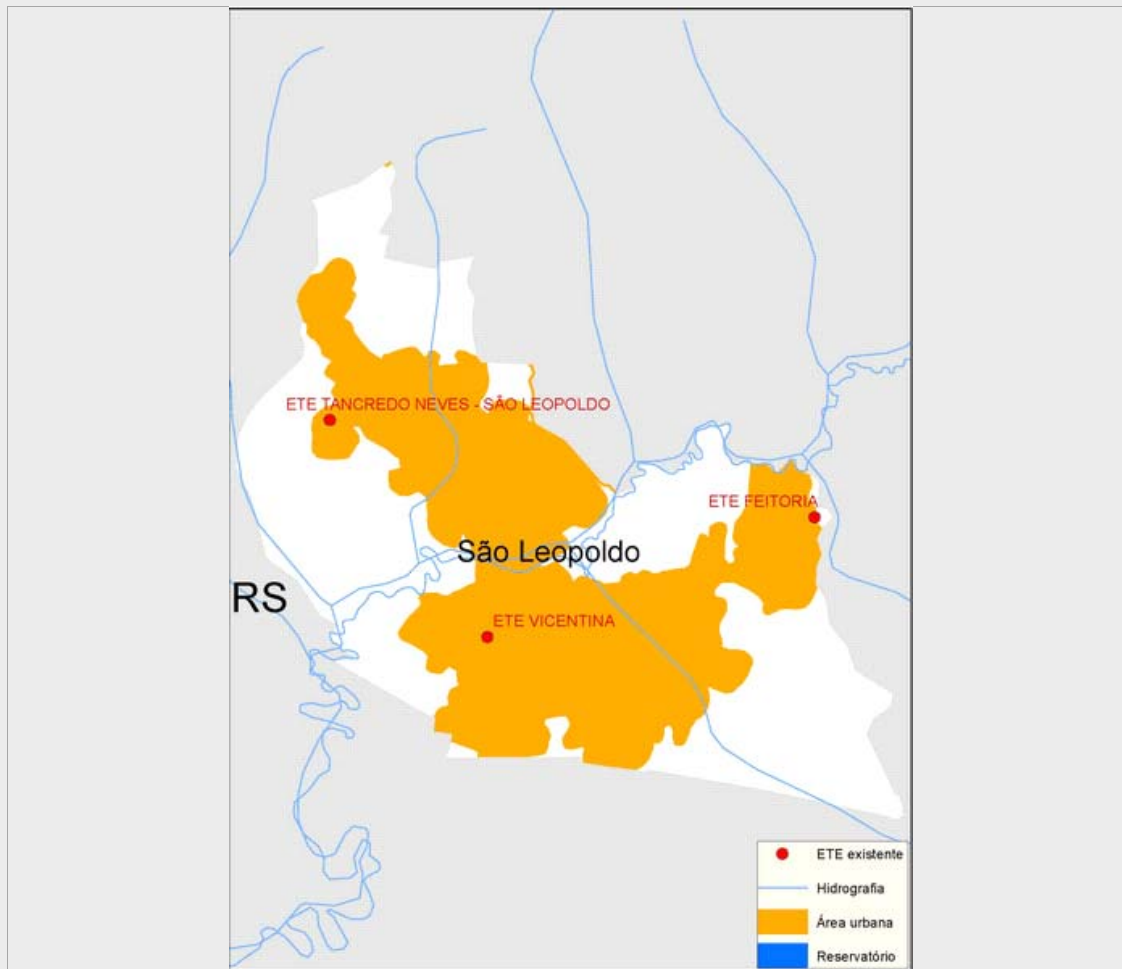 ETE TANCREDO NEVES - SÃO LEOPOLDO
ETE FEITORIA
São Leopoldo
RS
ETE VICENTINA
ETE existente
Hidrografia
Área urbana
Reservatório